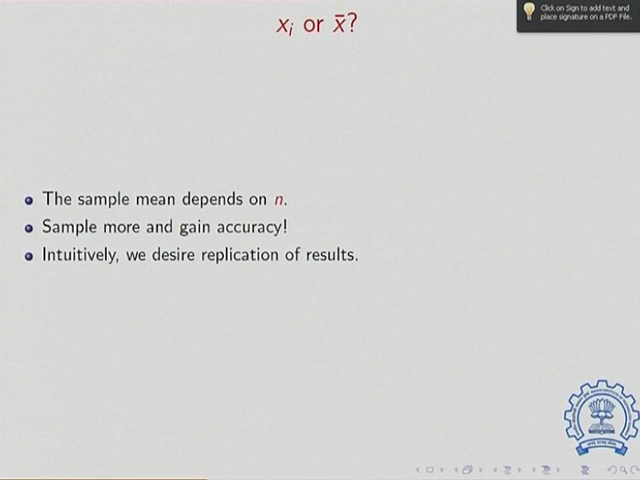 xᵢ or x̄?
Click on Sign to add text and
place signature on a PDF File.
The sample mean depends on n.
Sample more and gain accuracy!
Intuitively, we desire replication of results.